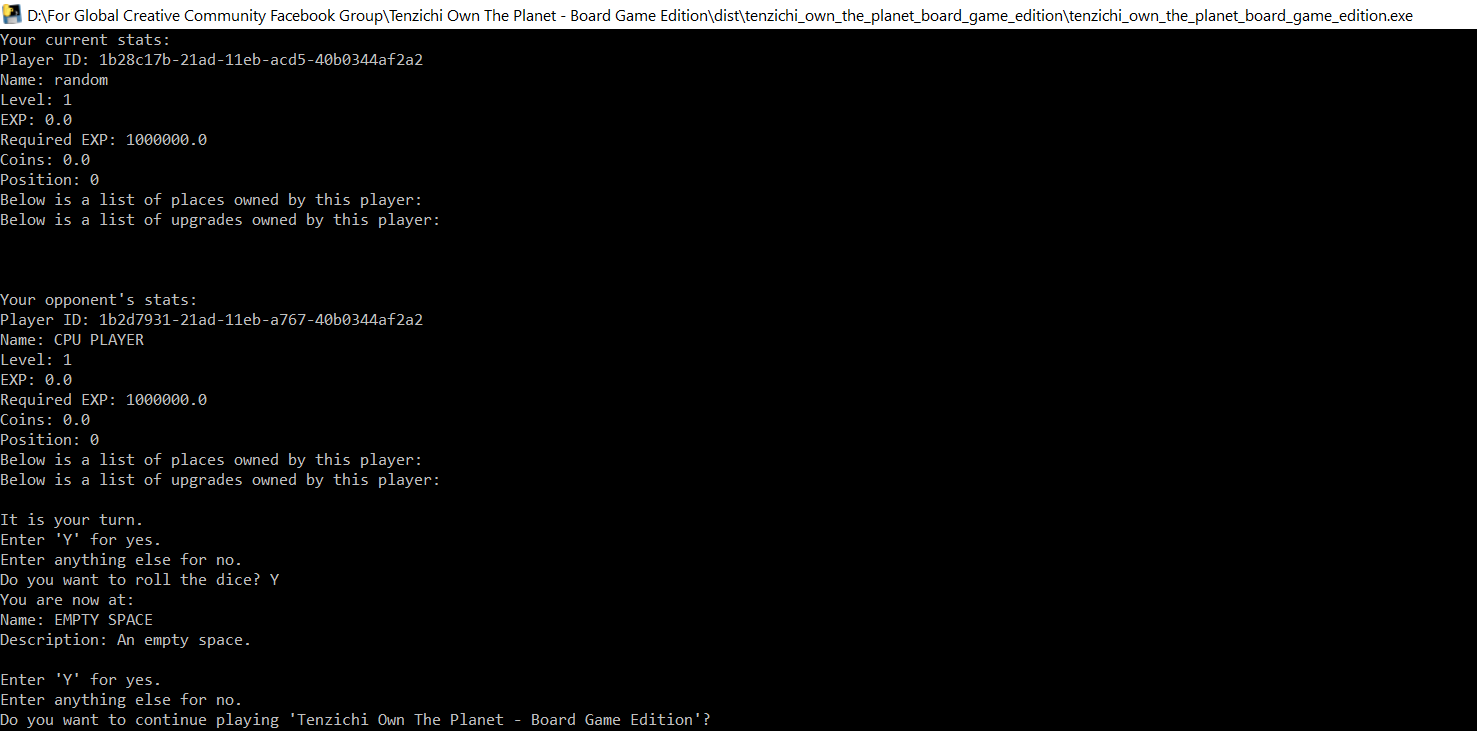 D:\For Global Creative Community Facebook Group\Tenzichi Own The Planet - Board Game Edition\dist\tenzichi_own_the_planet_board_game_edition\tenzichi_own_the_planet_board_game_edition.exe
Your current stats:
Player ID: 1b28c17b-21ad-11eb-acd5-40b0344af2a2
Name: random
Level: 1
EXP: 0.0
Required EXP: 1000000.0
Coins: 0.0
Position: 0
Below is a list of places owned by this player:
Below is a list of upgrades owned by this player:
Your opponent's stats:
Player ID: 1b2d7931-21ad-11eb-a767-40b0344af2a2
Name: CPU PLAYER
Level: 1
EXP: 0.0
Required EXP: 1000000.0
Coins: 0.0
Position: 0
Below is a list of places owned by this player:
Below is a list of upgrades owned by this player:
It is your turn.
Enter 'Y' for yes.
Enter anything else for no.
Do you want to roll the dice? Y
You are now at:
Name: EMPTY SPACE
Description: An empty space.
Enter 'Y' for yes.
Enter anything else for no.
Do you want to continue playing 'Tenzichi Own The Planet - Board Game Edition'?